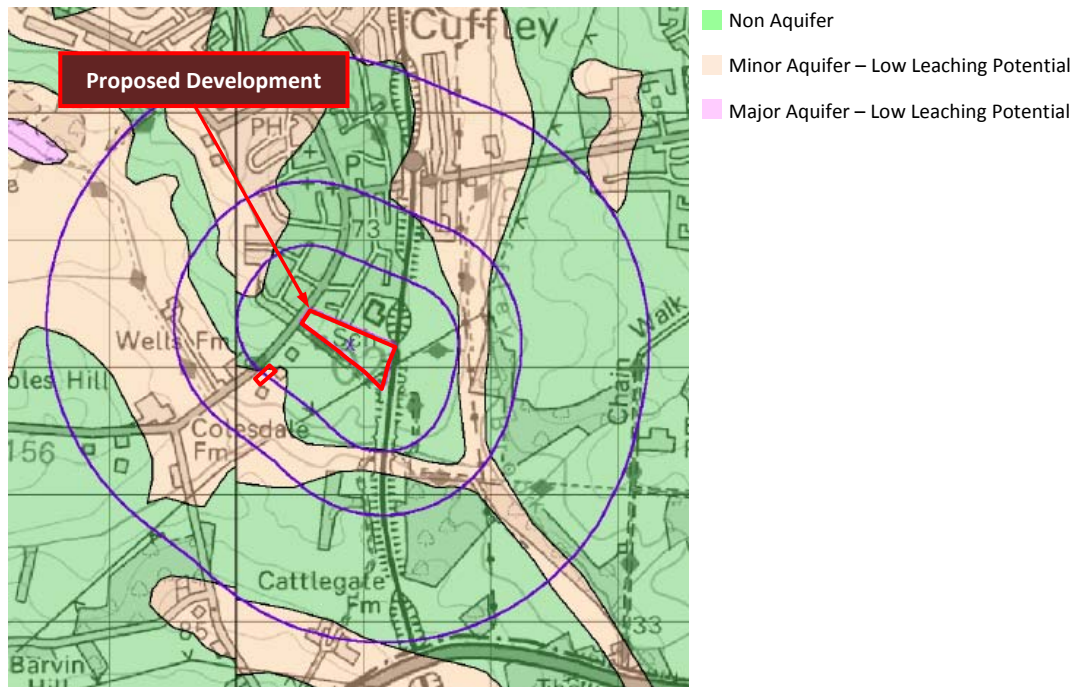 Cuffley
Proposed Development
PH
73
Wells Fm
Sch
Walk
Chain
oles Hill
Colesdale
Fm
156
Cattlegate
Fm
85
33
Barvin
Hill
Non Aquifer
Minor Aquifer – Low Leaching Potential
Major Aquifer – Low Leaching Potential